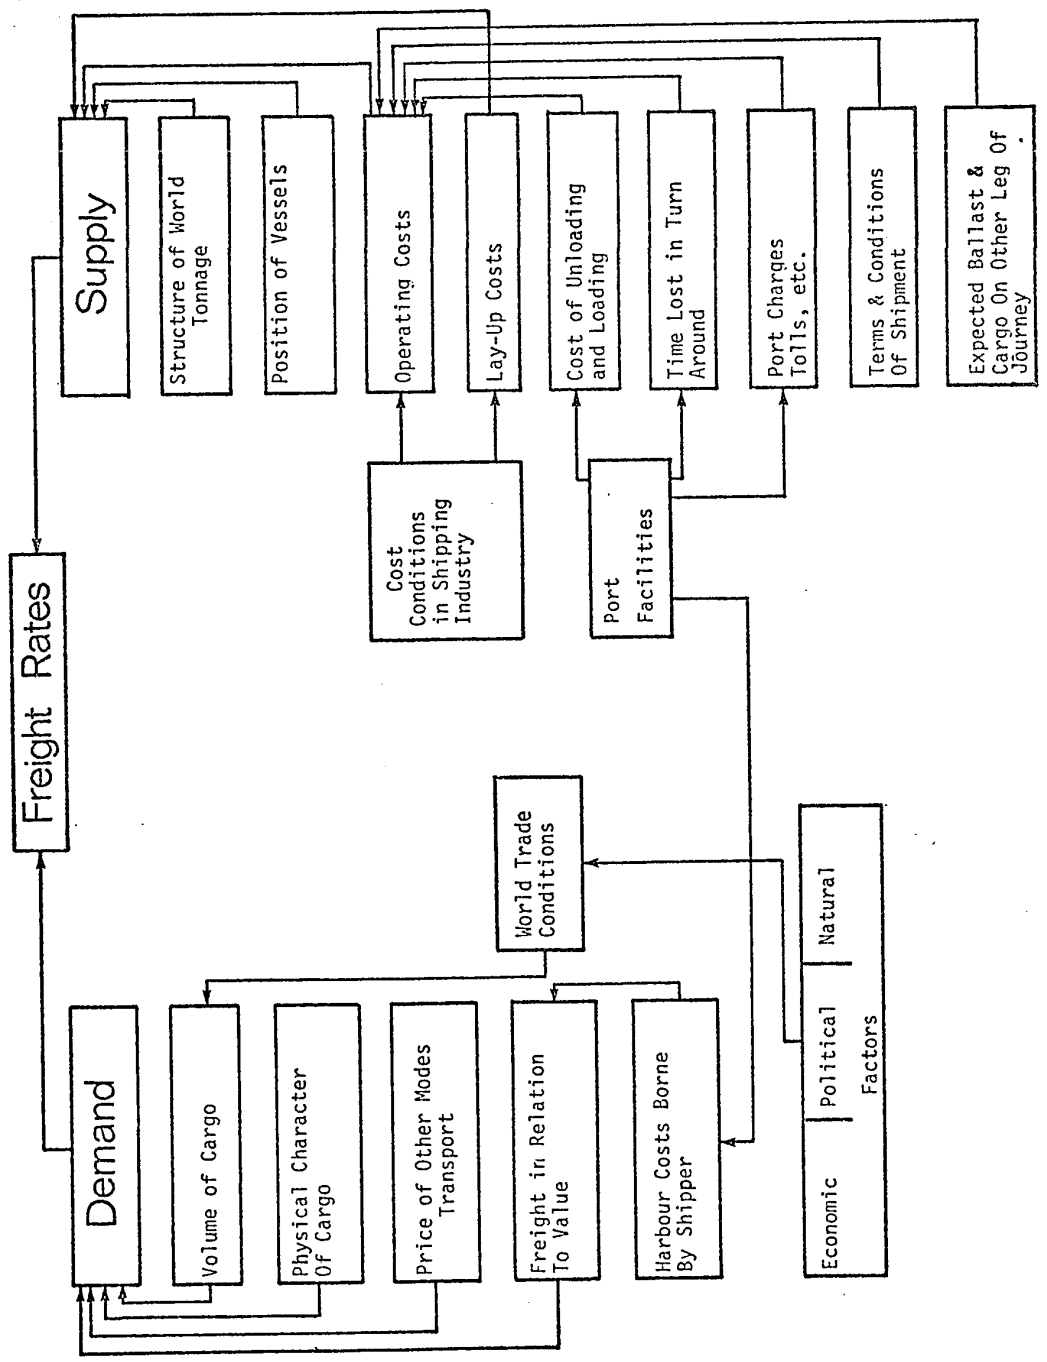 Freight Rates
Demand
Volume of Cargo
Physical Character
Of Cargo
Price of Other Modes
Transport
Freight in Relation
To Value
Harbour Costs Borne
By Shipper
World Trade
Conditions
Economic
Political
Natural
Factors
Supply
Structure of World
Tonnage
Position of Vessels
Operating Costs
Lay-Up Costs
Cost of Unloading
and Loading
Time Lost in Turn
Around
Port Charges
Tolls, etc.
Terms & Conditions
Of Shipment
Expected Ballast &
Cargo On Other Leg Of
Journey
Cost
Conditions
in Shipping
Industry
Port
Facilities